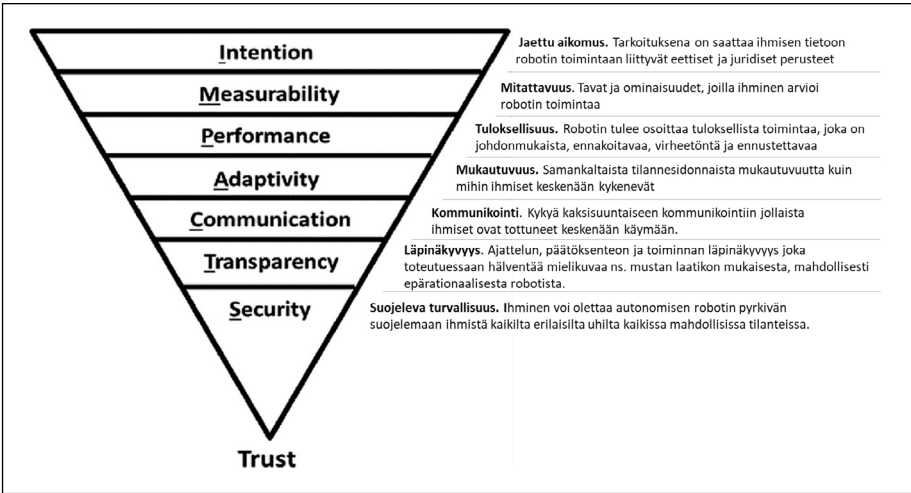 Intention
Jaettu aikomus. Tarkoituksena on saattaa ihmisen tietoon
robotin toimintaan liittyvät eettiset ja juridiset perusteet
Measurability
Mitattavuus. Tavat ja ominaisuudet, joilla ihminen arvioi
robotin toimintaa
Performance
Tuloksellisuus. Robotin tulee osoittaa tuloksellista toimintaa, joka on
johdonmukaista, ennakoitavaa, virheetöntä ja ennustettavaa
Adaptivity
Mukautuvuus. Samankaltaista tilannesidonnaista mukautuvuutta kuin
mihin ihmiset keskenään kykenevät
Communication
Kommunikointi. Kykyä kaksisuuntaiseen kommunikointiin jollaista
ihmiset ovat tottuneet keskenään käymään.
Transparency
Läpinäkyvyys. Ajattelun, päätöksenteon ja toiminnan läpinäkyvyys joka
toteutuessaan hälventää mielikuvaa ns. mustan laatikon mukaisesta, mahdollisesti
epärationaalisesta robotista.
Security
Suojeleva turvallisuus. Ihminen voi olettaa autonomisen robotin pyrkivän
suojelemaan ihmistä kaikilta erilaisilta uhilta kaikissa mahdollisissa tilanteissa.
Trust